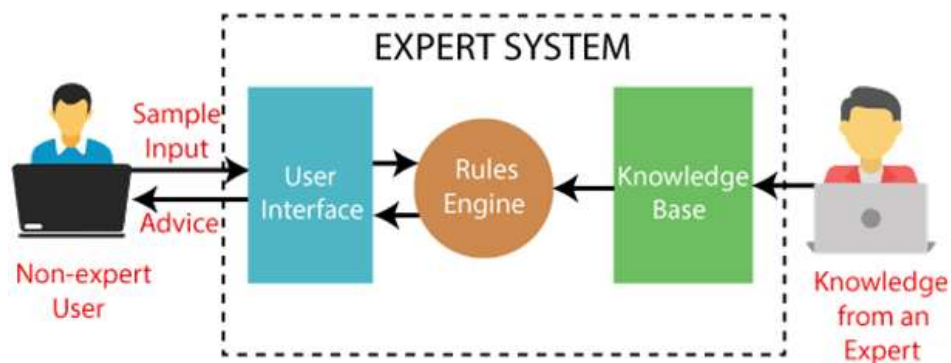 EXPERT SYSTEM
Sample
Input
Advice
Non-expert
User
User
Interface
Rules
Engine
Knowledge
Base
Knowledge
from an
Expert